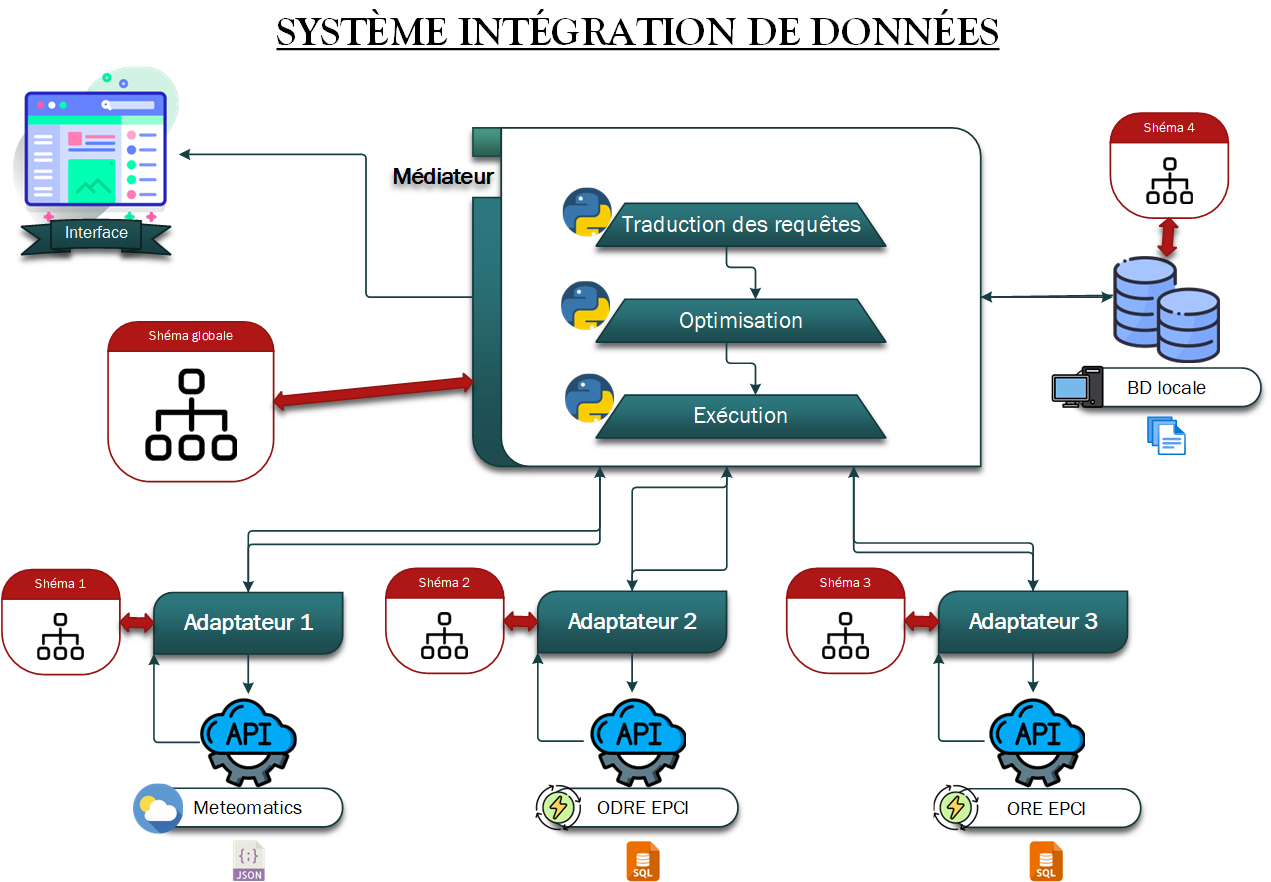 SYSTÈME INTÉGRATION DE DONNÉES
Shéma 4
Médiateur
Traduction des requêtes
Interface
Optimisation
Shéma globale
BD locale
Exécution
Shéma 1
Shéma 2
Shéma 3
Adaptateur 1
Adaptateur 2
Adaptateur 3
API
API
API
Meteomatics
ODRE EPCI
ORE EPCI
{;}
JSON
SQL
SQL